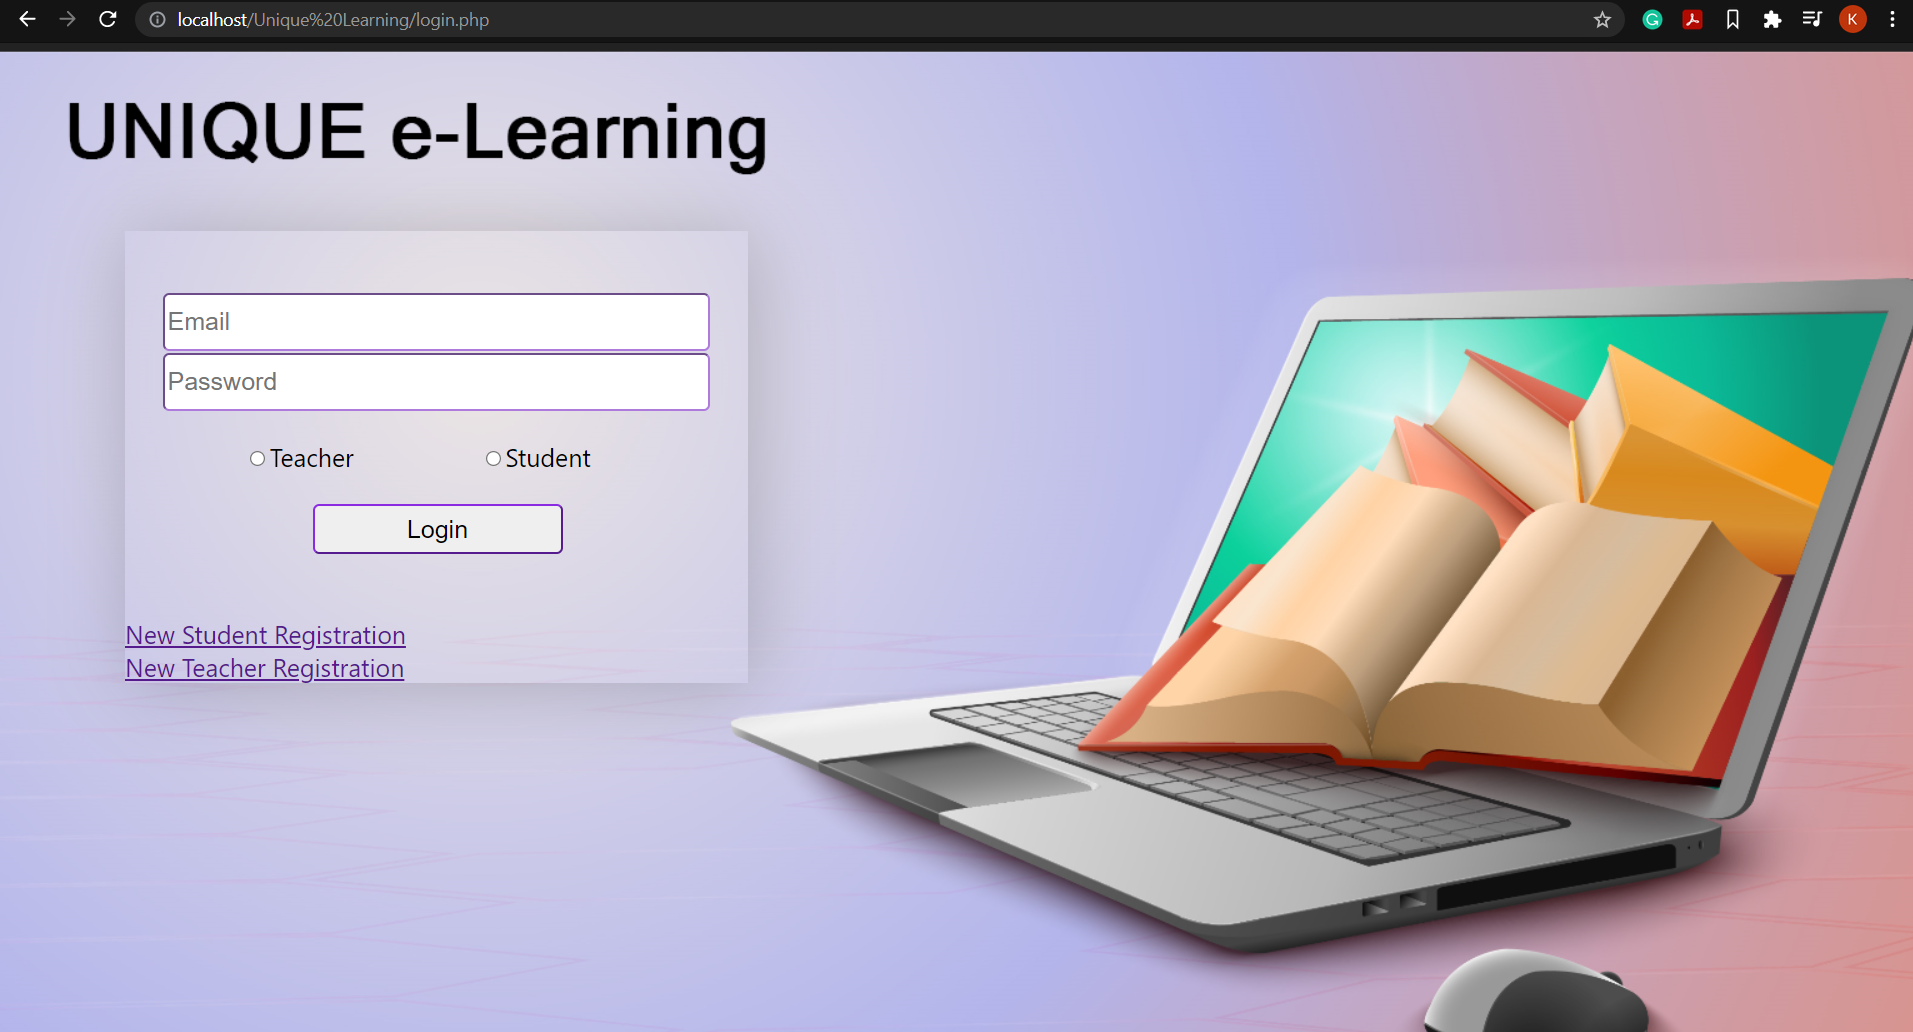 localhost/Unique%20Learning/login.php
K
UNIQUE e-Learning
Email
Password
Teacher Student
Login
New Student Registration
New Teacher Registration